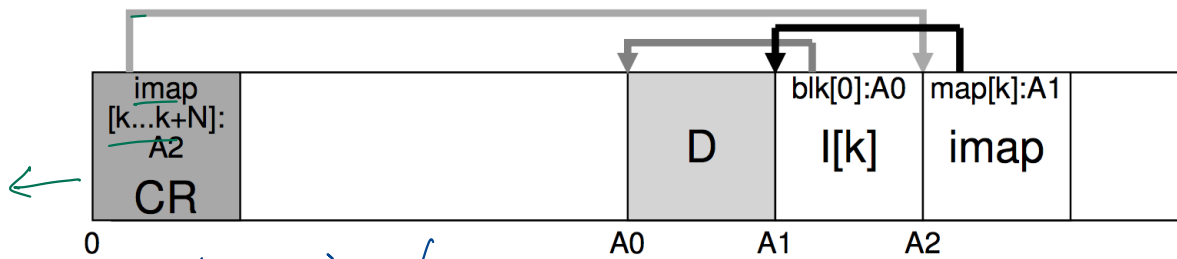 imap
[k...k+N]:
A2
CR
D
blk[0]:A0
I[k]
map[k]:A1
imap
0
A0
A1
A2